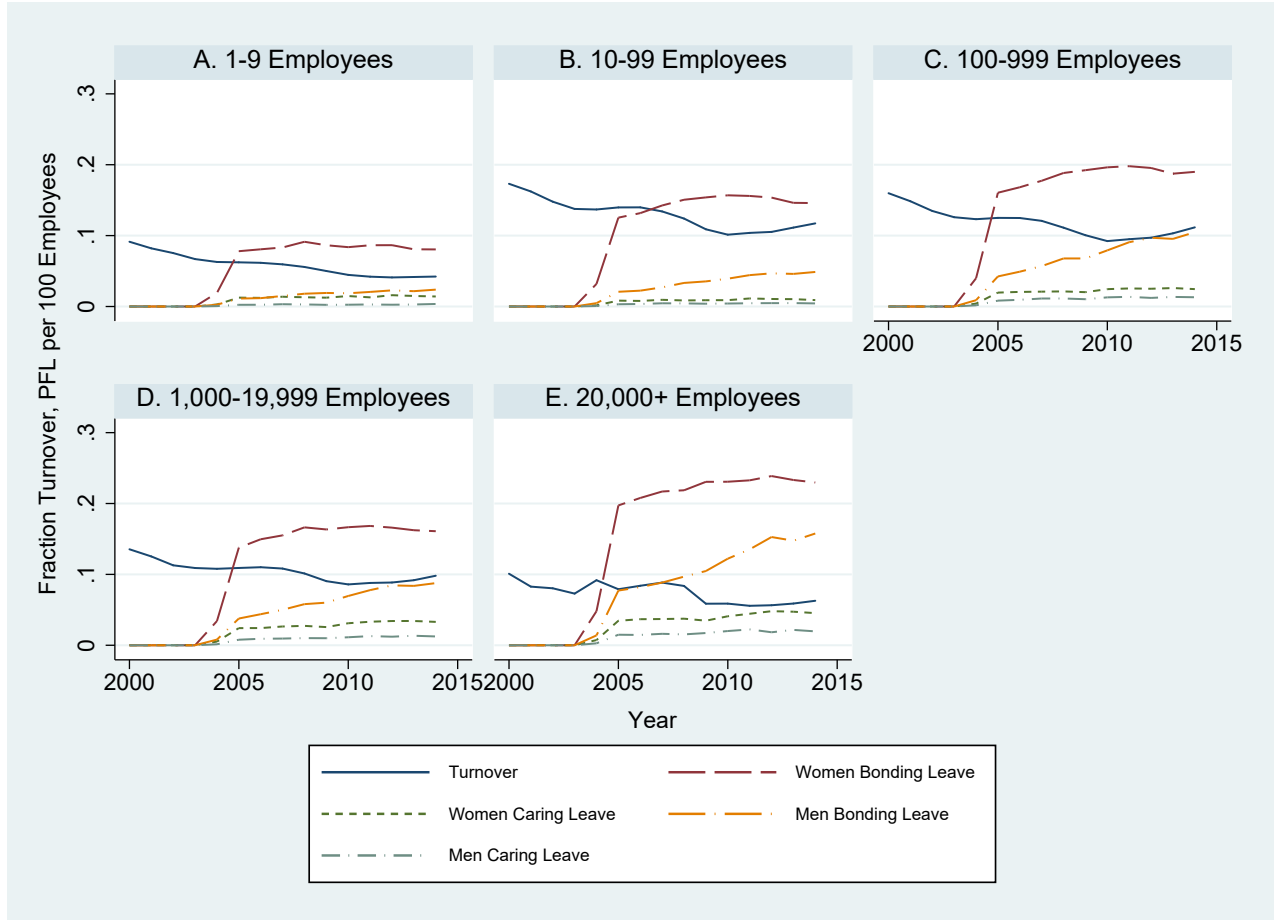 A. 1-9 Employees
B. 10-99 Employees
C. 100-999 Employees
Fraction Turnover, PFL per 100 Employees
.3
.2
.1
0
2000 2005 2010 2015
D. 1,000-19,999 Employees
E. 20,000+ Employees
.3
.2
.1
0
2000 2005 2010 2015
2000 2005 2010 2015
Year
Turnover
Women Bonding Leave
Women Caring Leave
Men Bonding Leave
Men Caring Leave